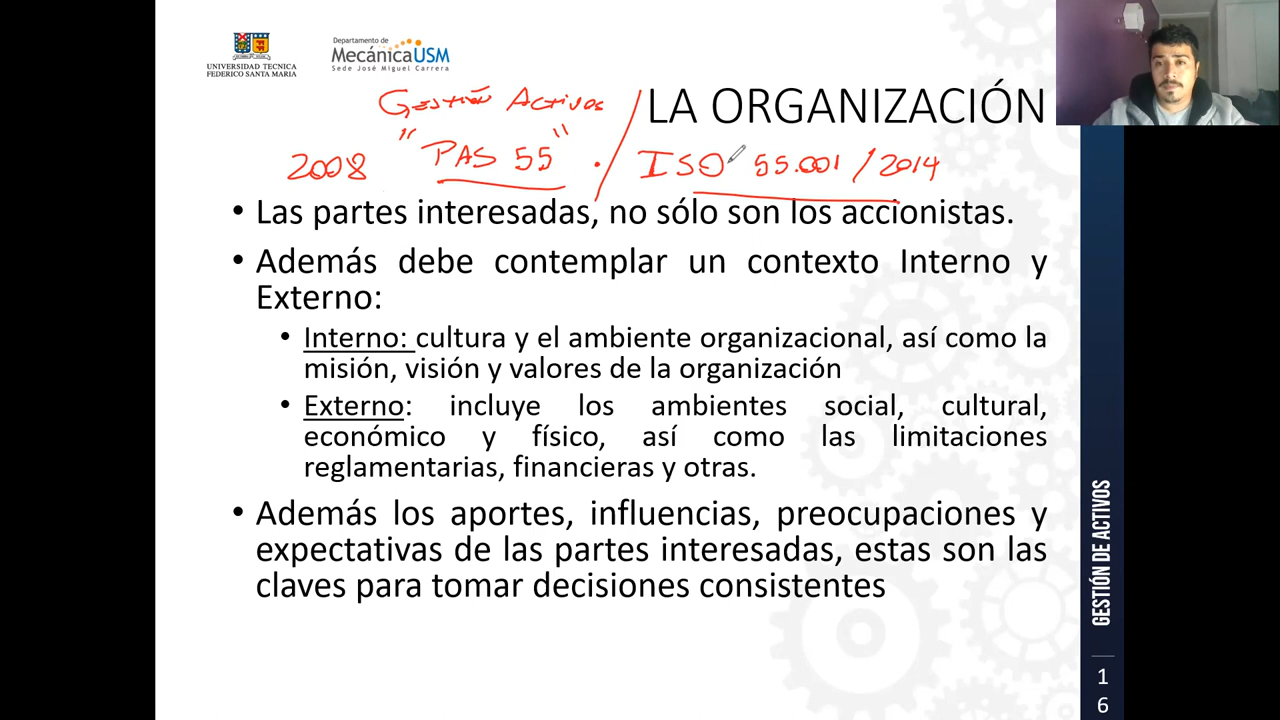 UNIVERSIDAD TECNICA
FEDERICO SANTA MARIA
Departamento de
MecánicaUSM
Sede José Miguel Carrera
Gestión Activos
LA ORGANIZACIÓN
2008 "PAS 55" . / ISO 55.001 / 2014
• Las partes interesadas, no sólo son los accionistas.
• Además debe contemplar un contexto Interno y
Externo:
• Interno: cultura y el ambiente organizacional, así como la
misión, visión y valores de la organización
• Externo: incluye los ambientes social, cultural,
económico y físico, así como las limitaciones
reglamentarias, financieras y otras.
• Además los aportes, influencias, preocupaciones y
expectativas de las partes interesadas, estas son las
claves para tomar decisiones consistentes
GESTIÓN DE ACTIVOS
1
6